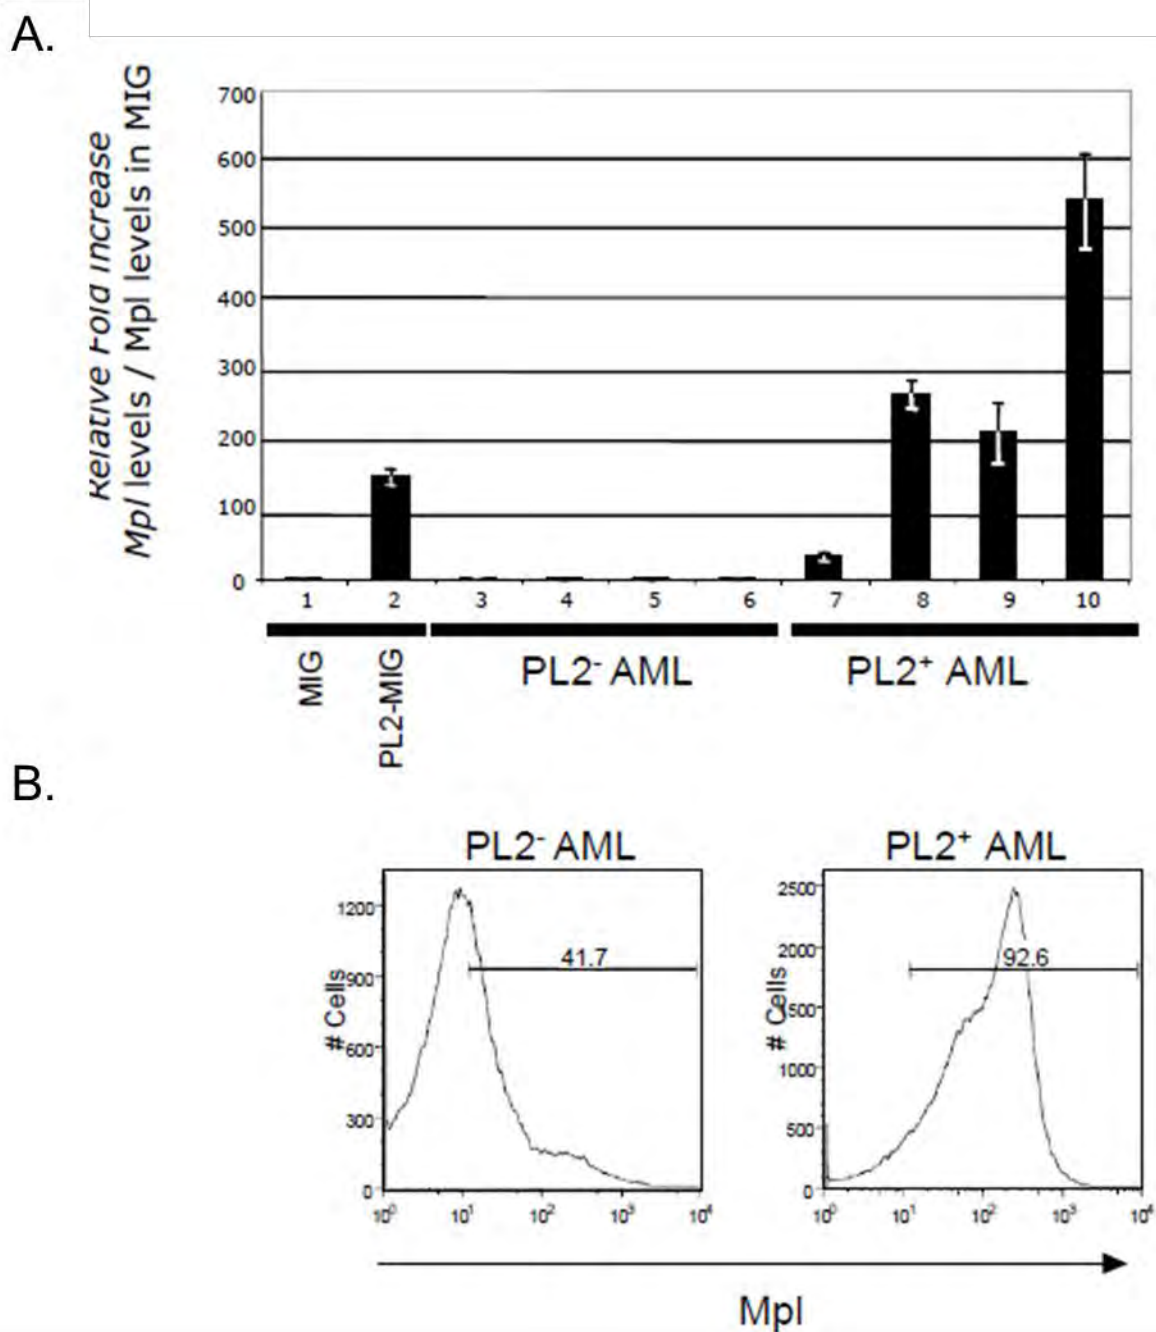 A.
Relative Fold Increase
Mpl levels / Mpl levels in MIG
700
600
500
400
300
200
100
0
1 2 3 4 5 6 7 8 9 10
MIG
PL2-MIG
PL2⁻ AML
PL2⁺ AML
B.
PL2⁻ AML
# Cells
1200
900
600
300
0
41.7
10⁰ 10¹ 10² 10³ 10⁴
PL2⁺ AML
# Cells
2500
2000
1500
1000
500
0
92.6
10⁰ 10¹ 10² 10³
Mpl